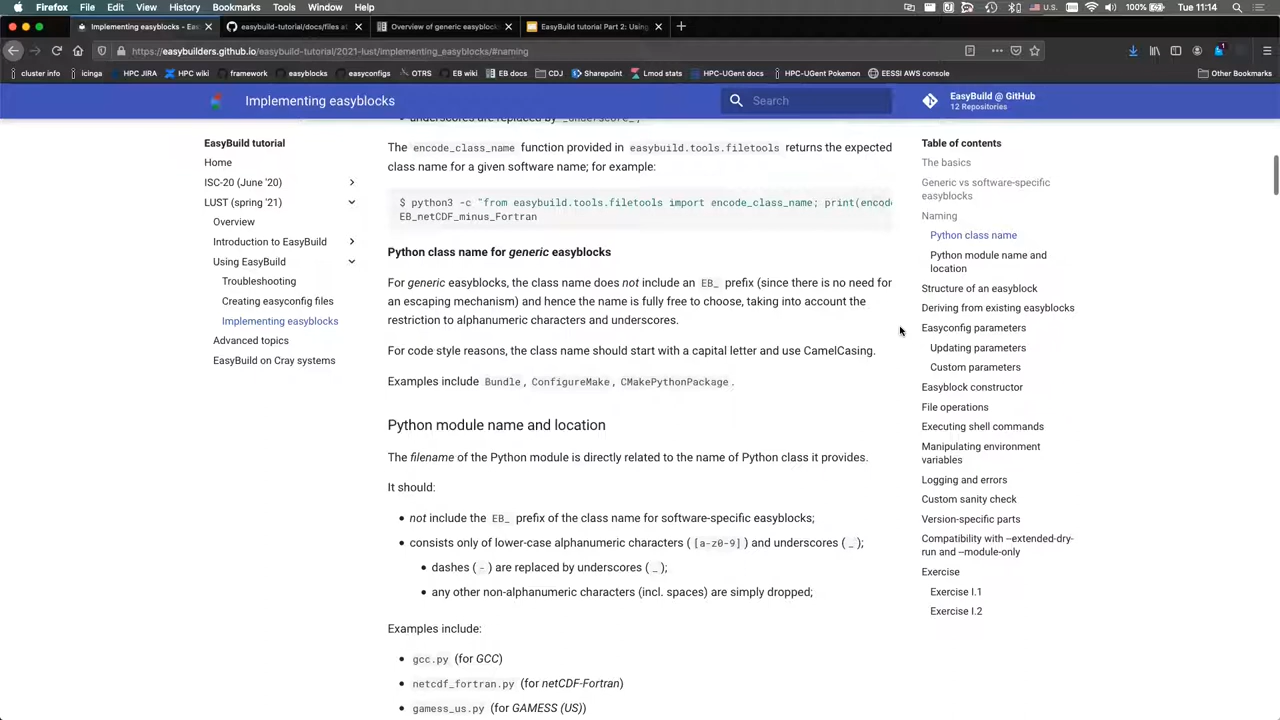 Firefox File Edit View History Bookmarks Tools Window Help
100% Tue 11:14
Implementing easyblocks - Eas
easybuild-tutorial/docs/files at
Overview of generic easyblock
EasyBuild tutorial Part 2: Using
https://easybuilders.github.io/easybuild-tutorial/2021-lust/implementing_easyblocks/#naming
cluster info icinga HPC JIRA HPC wiki framework easyblocks easyconfigs OTRS EB wiki EB docs CDJ Sharepoint Lmod stats HPC-UGent docs HPC-UGent Pokemon EESSI AWS console Other Bookmarks
Implementing easyblocks
Search
EasyBuild @ GitHub
12 Repositories
EasyBuild tutorial
Home
ISC-20 (June '20)
LUST (spring '21)
Overview
Introduction to EasyBuild
Using EasyBuild
Troubleshooting
Creating easyconfig files
Implementing easyblocks
Advanced topics
EasyBuild on Cray systems
underscores are replaced by _underscore_;
The encode_class_name function provided in easybuild.tools.filetools returns the expected
class name for a given software name; for example:
$ python3 -c "from easybuild.tools.filetools import encode_class_name; print(encode
EB_netCDF_minus_Fortran
Python class name for generic easyblocks
For generic easyblocks, the class name does not include an EB_ prefix (since there is no need for
an escaping mechanism) and hence the name is fully free to choose, taking into account the
restriction to alphanumeric characters and underscores.
For code style reasons, the class name should start with a capital letter and use CamelCasing.
Examples include Bundle, ConfigureMake, CMakePythonPackage.
Python module name and location
The filename of the Python module is directly related to the name of Python class it provides.
It should:
• not include the EB_ prefix of the class name for software-specific easyblocks;
• consists only of lower-case alphanumeric characters ( [a-z0-9] ) and underscores ( _ );
• dashes ( - ) are replaced by underscores ( _ );
• any other non-alphanumeric characters (incl. spaces) are simply dropped;
Examples include:
• gcc.py (for GCC)
• netcdf_fortran.py (for netCDF-Fortran)
• gamess_us.py (for GAMESS (US))
Table of contents
The basics
Generic vs software-specific
easyblocks
Naming
Python class name
Python module name and
location
Structure of an easyblock
Deriving from existing easyblocks
Easyconfig parameters
Updating parameters
Custom parameters
Easyblock constructor
File operations
Executing shell commands
Manipulating environment
variables
Logging and errors
Custom sanity check
Version-specific parts
Compatibility with --extended-dry-
run and --module-only
Exercise
Exercise I.1
Exercise I.2